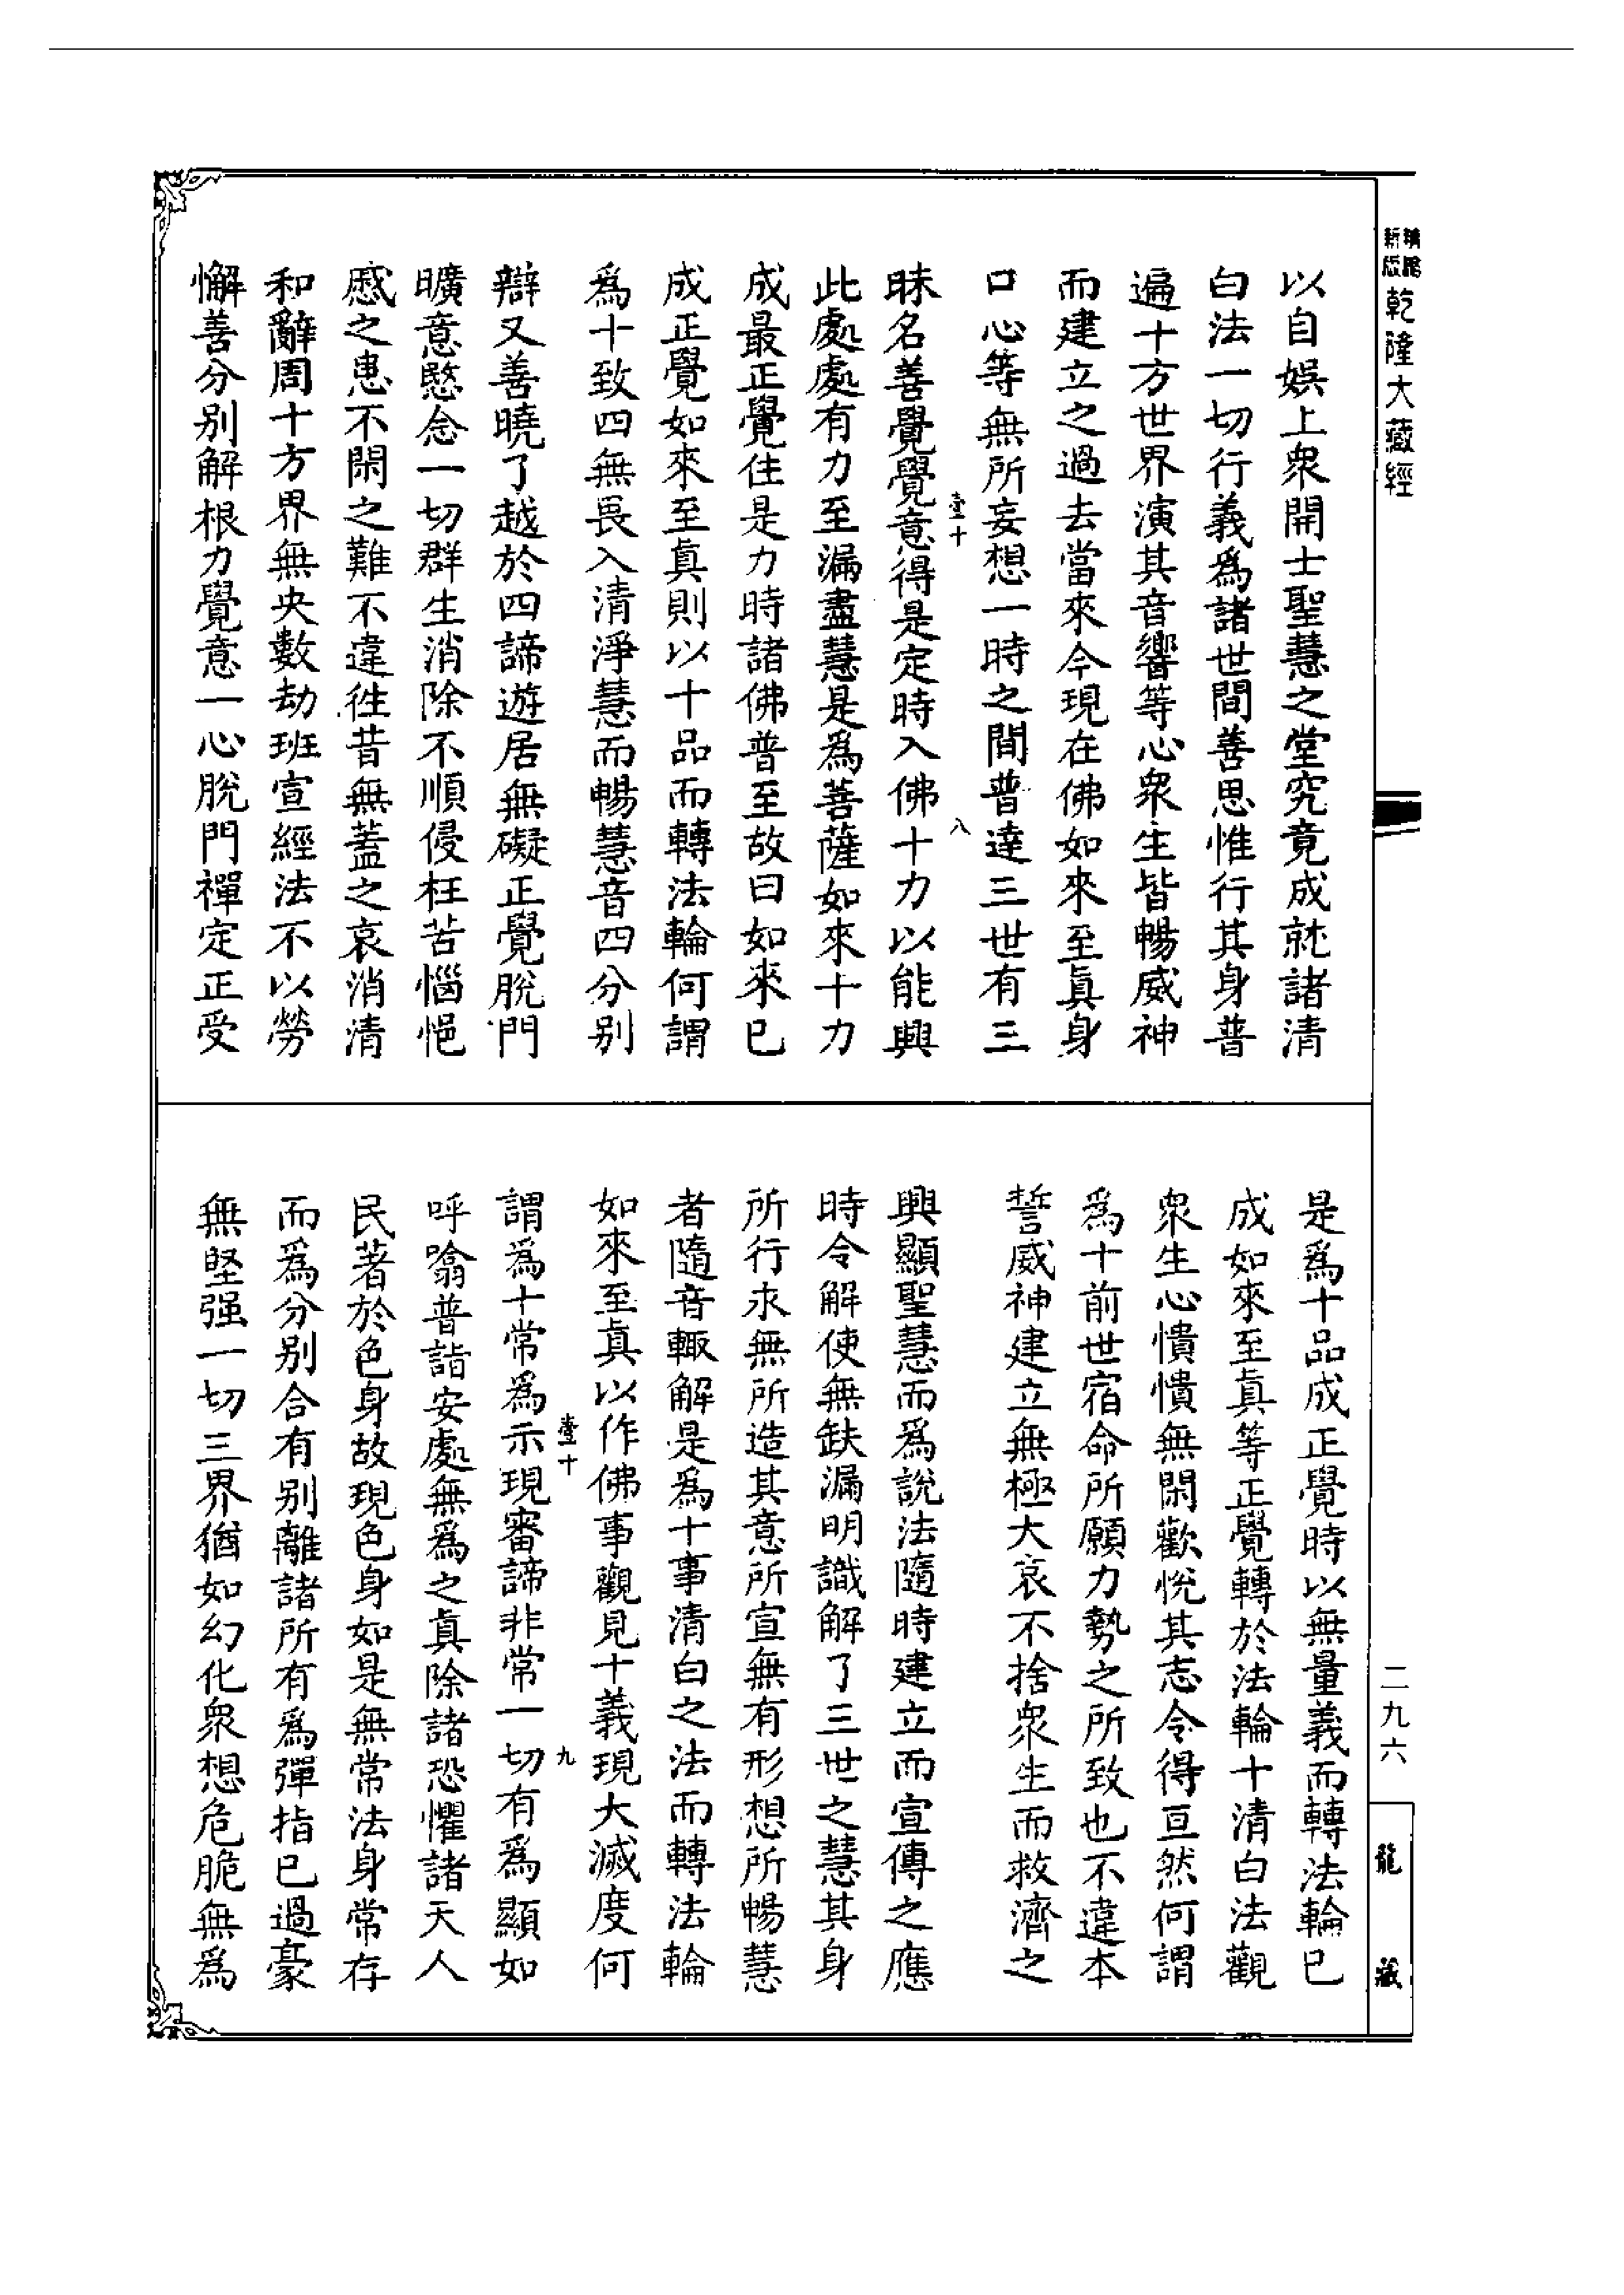 新版
乾隆大藏經
以自娛上衆開士聖慧之堂究竟成就諸清
白法一切行義爲諸世間善思惟行其身普
遍十方世界演其音響等心衆生皆暢威神
而建立之過去當來今現在佛如來至眞身
口心等無所妄想一時之間普達三世有三
臺十
八
昧名善覺覺意得是定時入佛十力以能興
此處處有力至漏盡慧是爲菩薩如來十力
成最正覺住是力時諸佛普至故曰如來已
成正覺如來至眞則以十品而轉法輪何謂
爲十致四無畏入清淨慧而暢慧音四分别
辯又善曉了越於四諦遊居無礙正覺脫門
曠意愍念一切群生消除不順侵枉苦惱悒
慼之患不閑之難不違徃昔無蓋之哀消清
和辭周十方界無央數劫班宣經法不以勞
懈善分别解根力覺意一心脫門禪定正受
是爲十品成正覺時以無量義而轉法輪已
成如來至眞等正覺轉於法輪十清白法觀
衆生心憒憒無閑歡悅其志令得亘然何謂
爲十前世宿命所願力勢之所致也不違本
誓威神建立無極大哀不捨衆生而救濟之
興顯聖慧而爲說法隨時建立而宣傳之應
時令解使無缺漏明識解了三世之慧其身
所行求無所造其意所宣無有形想所暢慧
者隨音輙解是爲十事清白之法而轉法輪
如來至眞以作佛事觀見十義現大滅度何
臺十
九
謂爲十常爲示現審諦非常一切有爲顯如
呼噏普詣安處無爲之眞除諸恐懼諸天人
民著於色身故現色身如是無常法身常存
而爲分别合有别離諸所有爲彈指已過豪
無堅强一切三界猶如幻化衆想危脆無爲
二九六
龍藏